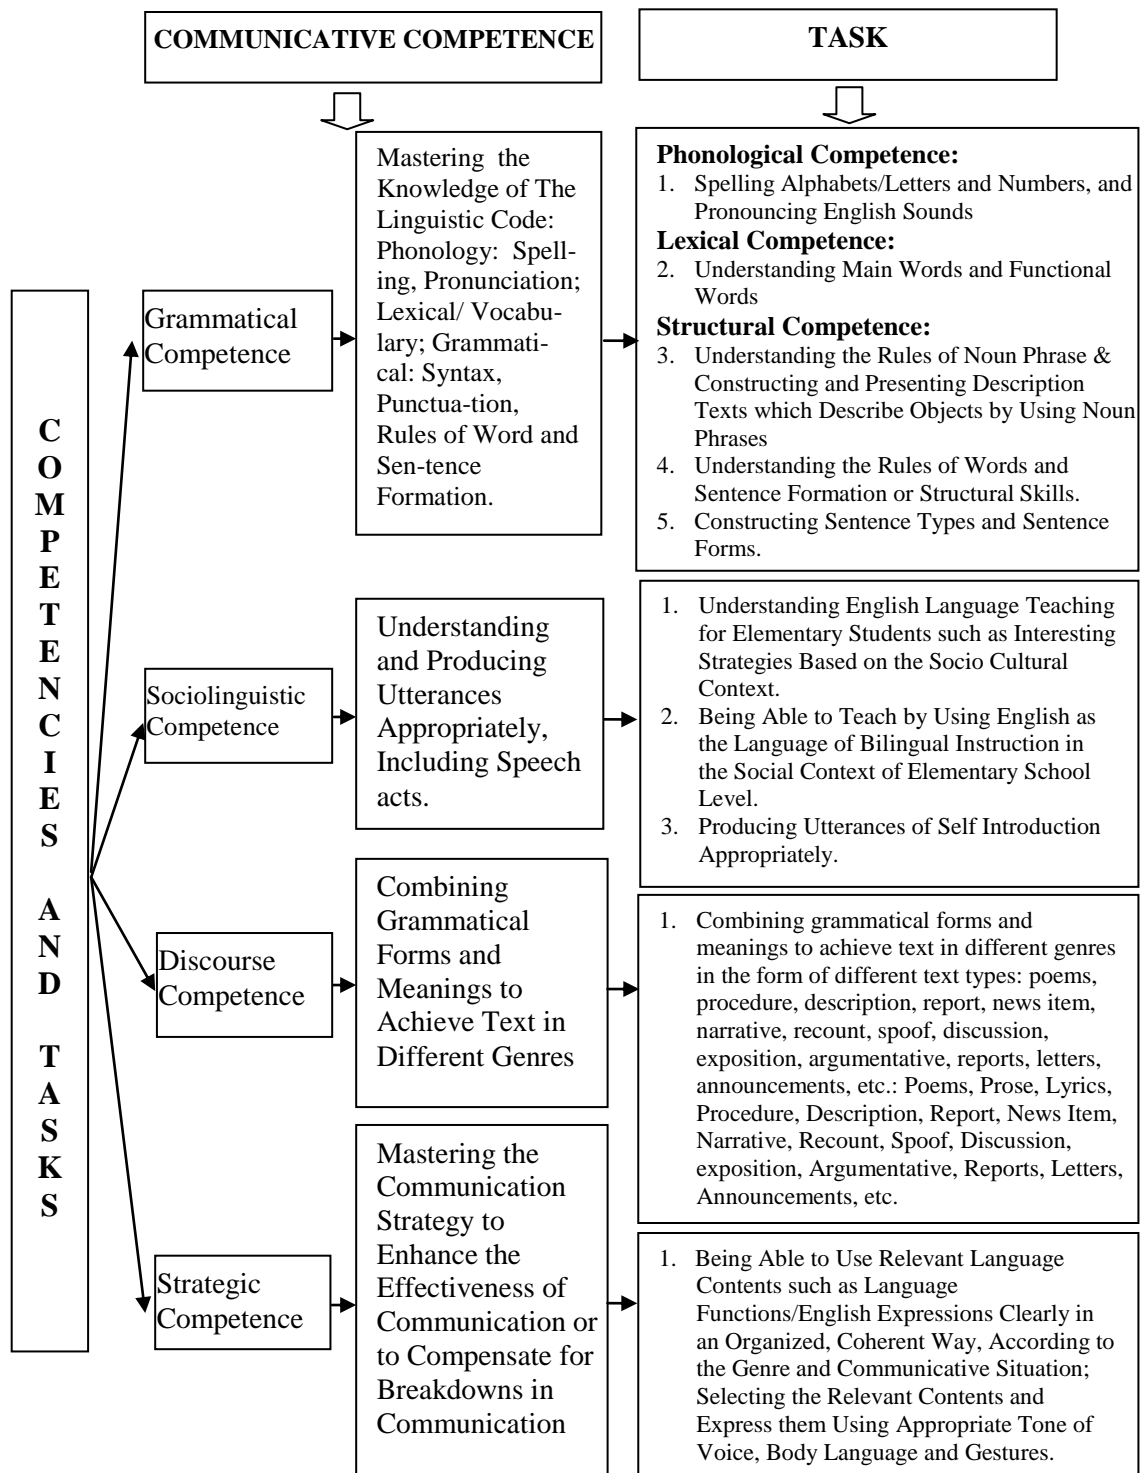 COMMUNICATIVE COMPETENCE
TASK
COMPETENCIES AND TASKS
Grammatical
Competence
Mastering the
Knowledge of The
Linguistic Code:
Phonology: Spell-
ing, Pronunciation;
Lexical/ Vocabu-
lary; Grammati-
cal: Syntax,
Punctua-tion,
Rules of Word and
Sen-tence
Formation.
Phonological Competence:
1. Spelling Alphabets/Letters and Numbers, and
Pronouncing English Sounds
Lexical Competence:
2. Understanding Main Words and Functional
Words
Structural Competence:
3. Understanding the Rules of Noun Phrase &
Constructing and Presenting Description
Texts which Describe Objects by Using Noun
Phrases
4. Understanding the Rules of Words and
Sentence Formation or Structural Skills.
5. Constructing Sentence Types and Sentence
Forms.
Sociolinguistic
Competence
Understanding
and Producing
Utterances
Appropriately,
Including Speech
acts.
1. Understanding English Language Teaching
for Elementary Students such as Interesting
Strategies Based on the Socio Cultural
Context.
2. Being Able to Teach by Using English as
the Language of Bilingual Instruction in
the Social Context of Elementary School
Level.
3. Producing Utterances of Self Introduction
Appropriately.
Discourse
Competence
Combining
Grammatical
Forms and
Meanings to
Achieve Text in
Different Genres
1. Combining grammatical forms and
meanings to achieve text in different genres
in the form of different text types: poems,
procedure, description, report, news item,
narrative, recount, spoof, discussion,
exposition, argumentative, reports, letters,
announcements, etc.: Poems, Prose, Lyrics,
Procedure, Description, Report, News Item,
Narrative, Recount, Spoof, Discussion,
exposition, Argumentative, Reports, Letters,
Announcements, etc.
Strategic
Competence
Mastering the
Communication
Strategy to
Enhance the
Effectiveness of
Communication or
to Compensate for
Breakdowns in
Communication
1. Being Able to Use Relevant Language
Contents such as Language
Functions/English Expressions Clearly in
an Organized, Coherent Way, According to
the Genre and Communicative Situation;
Selecting the Relevant Contents and
Express them Using Appropriate Tone of
Voice, Body Language and Gestures.